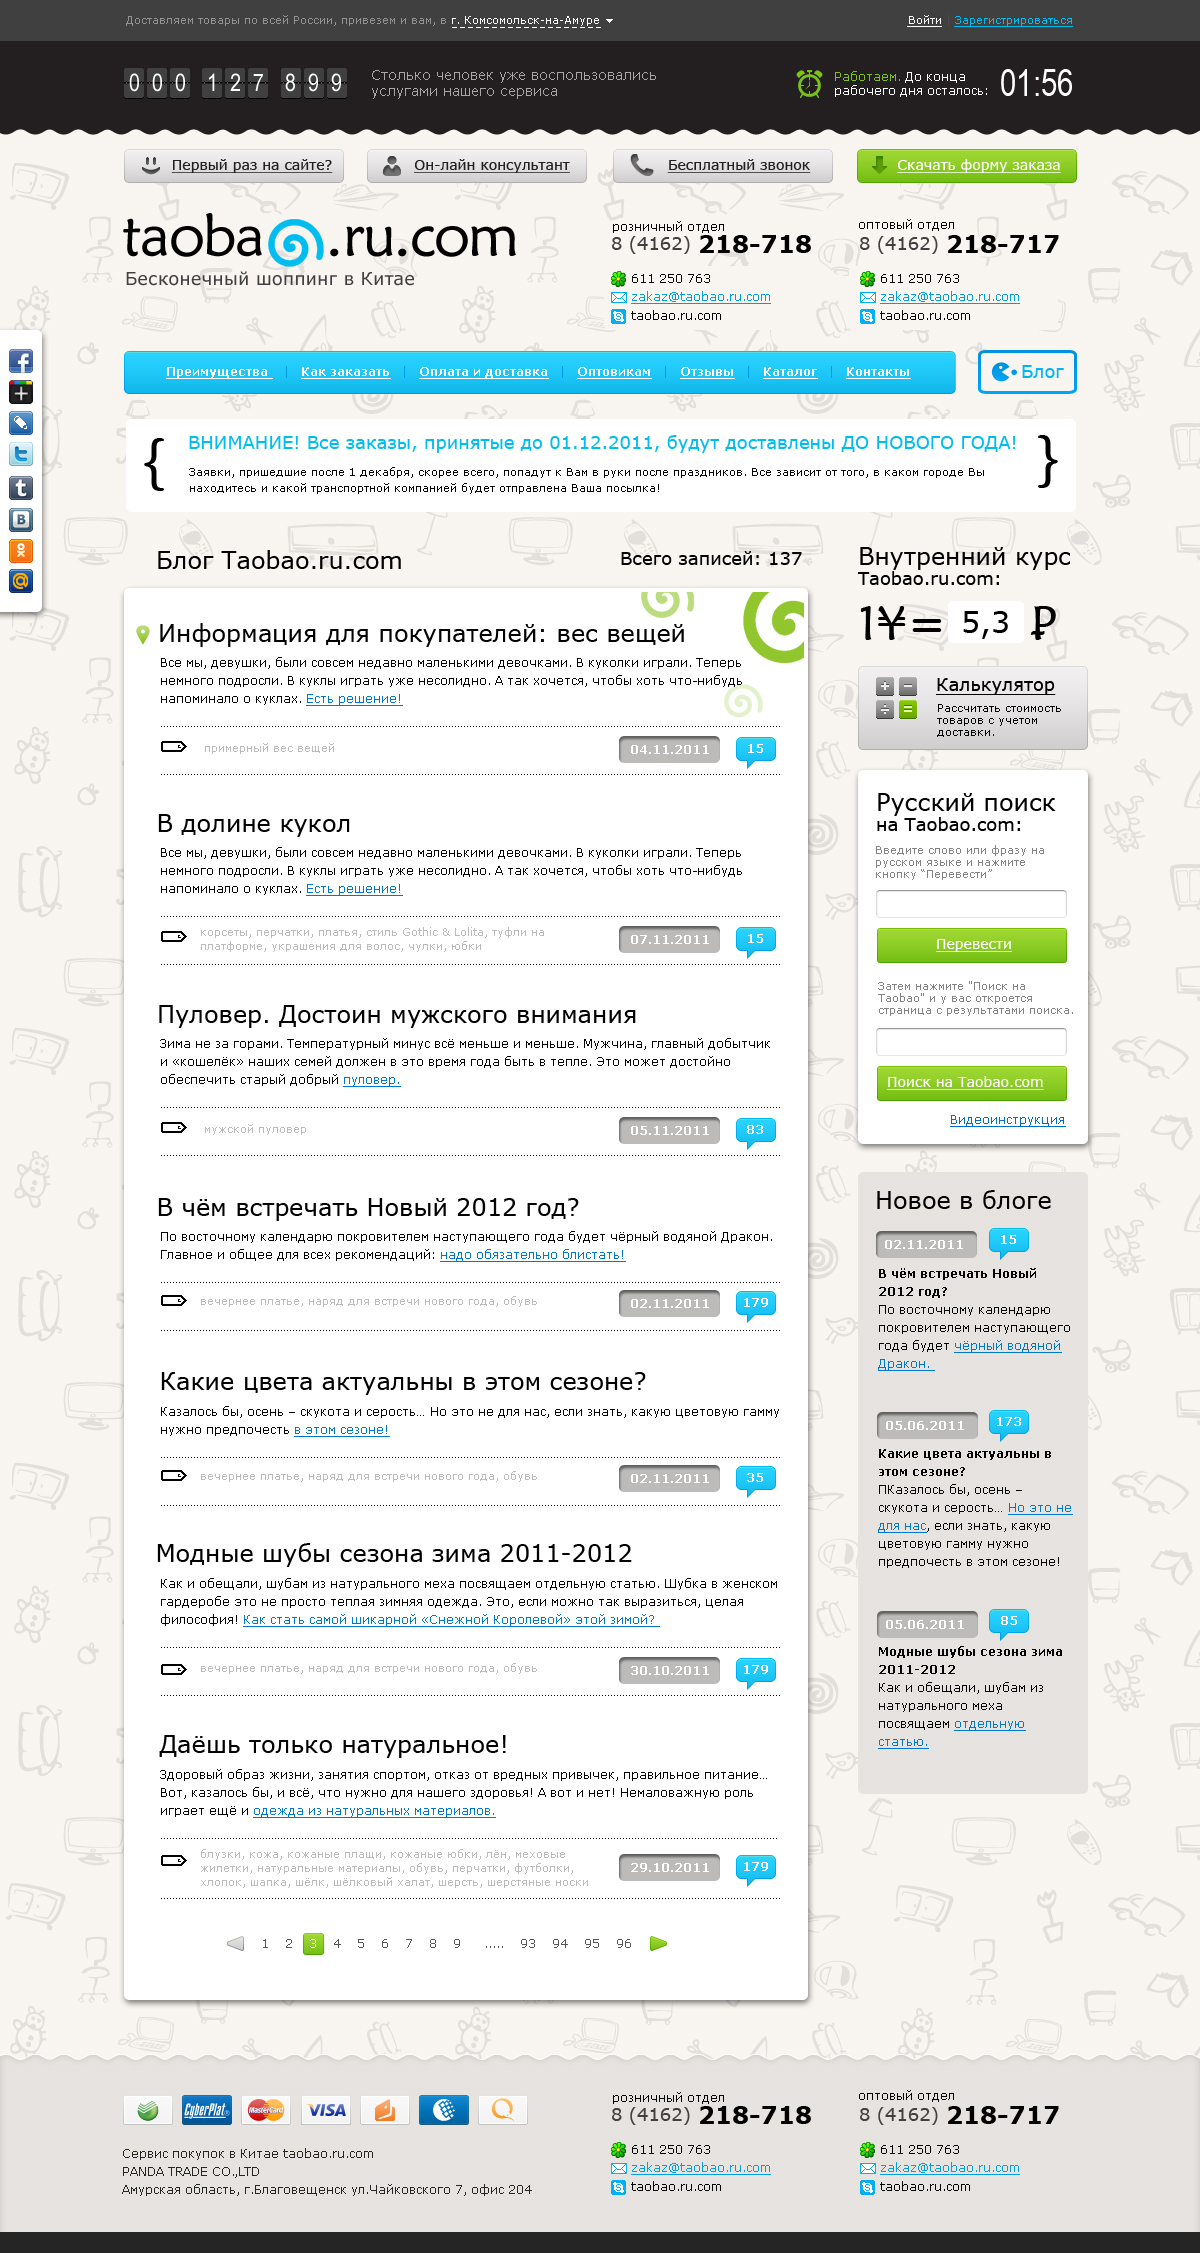 Доставляем товары по всей России, привезем и вам, в г. Комсомольск-на-Амуре
Войти
Зарегистрироваться
000 127 899
Столько человек уже воспользовались
услугами нашего сервиса
Работаем. До конца
рабочего дня осталось:
01:56
Первый раз на сайте?
Он-лайн консультант
Бесплатный звонок
Скачать форму заказа
taobao.ru.com
Бесконечный шоппинг в Китае
розничный отдел
8 (4162) 218-718
611 250 763
zakaz@taobao.ru.com
taobao.ru.com
оптовый отдел
8 (4162) 218-717
611 250 763
zakaz@taobao.ru.com
taobao.ru.com
Преимущества
Как заказать
Оплата и доставка
Оптовикам
Отзывы
Каталог
Контакты
Блог
ВНИМАНИЕ! Все заказы, принятые до 01.12.2011, будут доставлены ДО НОВОГО ГОДА!
Заявки, пришедшие после 1 декабря, скорее всего, попадут к Вам в руки после праздников. Все зависит от того, в каком городе Вы
находитесь и какой транспортной компанией будет отправлена Ваша посылка!
Блог Taobao.ru.com
Всего записей: 137
Информация для покупателей: вес вещей
Все мы, девушки, были совсем недавно маленькими девочками. В куколки играли. Теперь
немного подросли. В куклы играть уже несолидно. А так хочется, чтобы хоть что-нибудь
напоминало о куклах. Есть решение!
примерный вес вещей
04.11.2011
15
В долине кукол
Все мы, девушки, были совсем недавно маленькими девочками. В куколки играли. Теперь
немного подросли. В куклы играть уже несолидно. А так хочется, чтобы хоть что-нибудь
напоминало о куклах. Есть решение!
корсеты, перчатки, платья, стиль Gothic & Lolita, туфли на
платформе, украшения для волос, чулки, юбки
07.11.2011
15
Пуловер. Достоин мужского внимания
Зима не за горами. Температурный минус всё меньше и меньше. Мужчина, главный добытчик
и «кошелёк» наших семей должен в это время года быть в тепле. Это может достойно
обеспечить старый добрый пуловер.
мужской пуловер
05.11.2011
83
В чём встречать Новый 2012 год?
По восточному календарю покровителем наступающего года будет чёрный водяной Дракон.
Главное и общее для всех рекомендаций: надо обязательно блистать!
вечернее платье, наряд для встречи нового года, обувь
02.11.2011
179
Какие цвета актуальны в этом сезоне?
Казалось бы, осень – скукота и серость... Но это не для нас, если знать, какую цветовую гамму
нужно предпочесть в этом сезоне!
вечернее платье, наряд для встречи нового года, обувь
02.11.2011
35
Модные шубы сезона зима 2011-2012
Как и обещали, шубам из натурального меха посвящаем отдельную статью. Шубка в женском
гардеробе это не просто теплая зимняя одежда. Это, если можно так выразиться, целая
философия! Как стать самой шикарной «Снежной Королевой» этой зимой?
вечернее платье, наряд для встречи нового года, обувь
30.10.2011
179
Даёшь только натуральное!
Здоровый образ жизни, занятия спортом, отказ от вредных привычек, правильное питание...
Вот, казалось бы, и всё, что нужно для нашего здоровья! А вот и нет! Немаловажную роль
играет ещё и одежда из натуральных материалов.
блузки, кожа, кожаные плащи, кожаные юбки, лён, меховые
жилетки, натуральные материалы, обувь, перчатки, футболки,
хлопок, шапка, шёлк, шёлковый халат, шерсть, шерстяные носки
29.10.2011
179
1 2 3 4 5 6 7 8 9 ..... 93 94 95 96
Внутренний курс
Taobao.ru.com:
1¥= 5,3 ₽
Калькулятор
Рассчитать стоимость
товаров с учетом
доставки.
Русский поиск
на Taobao.com:
Введите слово или фразу на
русском языке и нажмите
кнопку “Перевести”
Перевести
Затем нажмите "Поиск на
Taobao" и у вас откроется
страница с результатами поиска.
Поиск на Taobao.com
Видеоинструкция
Новое в блоге
02.11.2011
15
В чём встречать Новый
2012 год?
По восточному календарю
покровителем наступающего
года будет чёрный водяной
Дракон.
05.06.2011
173
Какие цвета актуальны в
этом сезоне?
ПКазалось бы, осень –
скукота и серость... Но это не
для нас, если знать, какую
цветовую гамму нужно
предпочесть в этом сезоне!
05.06.2011
85
Модные шубы сезона зима
2011-2012
Как и обещали, шубам из
натурального меха
посвящаем отдельную
статью.
CyberPlat
MasterCard
VISA
Сервис покупок в Китае taobao.ru.com
PANDA TRADE CO.,LTD
Амурская область, г.Благовещенск ул.Чайковского 7, офис 204
розничный отдел
8 (4162) 218-718
611 250 763
zakaz@taobao.ru.com
taobao.ru.com
оптовый отдел
8 (4162) 218-717
611 250 763
zakaz@taobao.ru.com
taobao.ru.com